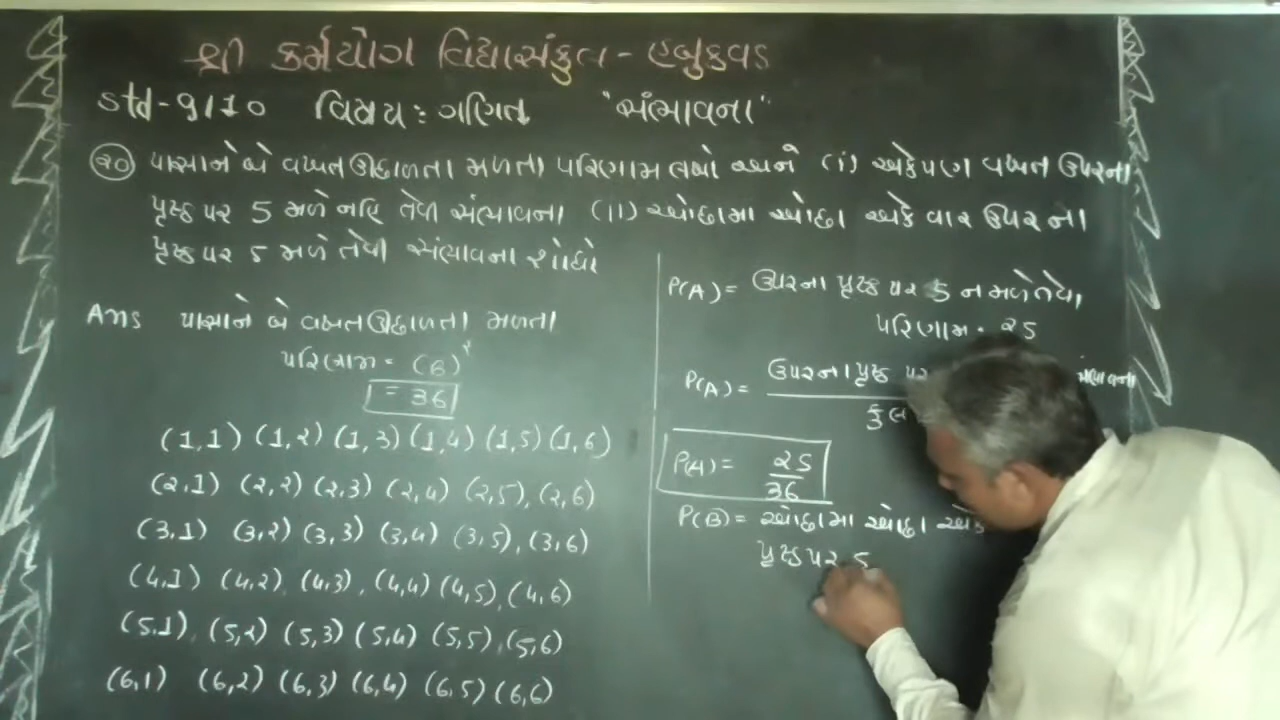 શ્રી કર્મયોગ વિદ્યાસંકુલ - હબુકવડ
Std-9/10 વિષય : ગણિત "સંભાવના"
૨૦ પાસાને બે વખત ઉછાળતા મળતા પરિણામ લખો અને (i) એકેપણ વખત ઉપરના
પૃષ્ઠ પર 5 મળે નહિ તેવી સંભાવના (ii) ઓછામા ઓછા એક વાર ઉપર ના
પૃષ્ઠ પર 5 મળે તેવી સંભાવના શોધો
Ans પાસાને બે વખત ઉછાળતા મળતા
પરિણામ = (6)²
= 36
(1,1) (1,2) (1,3) (1,4) (1,5) (1,6)
(2,1) (2,2) (2,3) (2,4) (2,5), (2,6)
(3,1) (3,2) (3,3) (3,4) (3,5), (3,6)
(4,1) (4,2) (4,3), (4,4) (4,5), (4,6)
(5,1), (5,2) (5,3) (5,4) (5,5), (5,6)
(6,1) (6,2) (6,3) (6,4) (6,5) (6,6)
P(A) = ઉપરના પૃષ્ઠ પર 5 ન મળે તેવા
પરિણામ = 25
P(A) = ઉપરના પૃષ્ઠ પર
કુલ
P(A) = 25/36
P(B) = ઓછામા ઓછા એક
પૃષ્ઠ પર 5